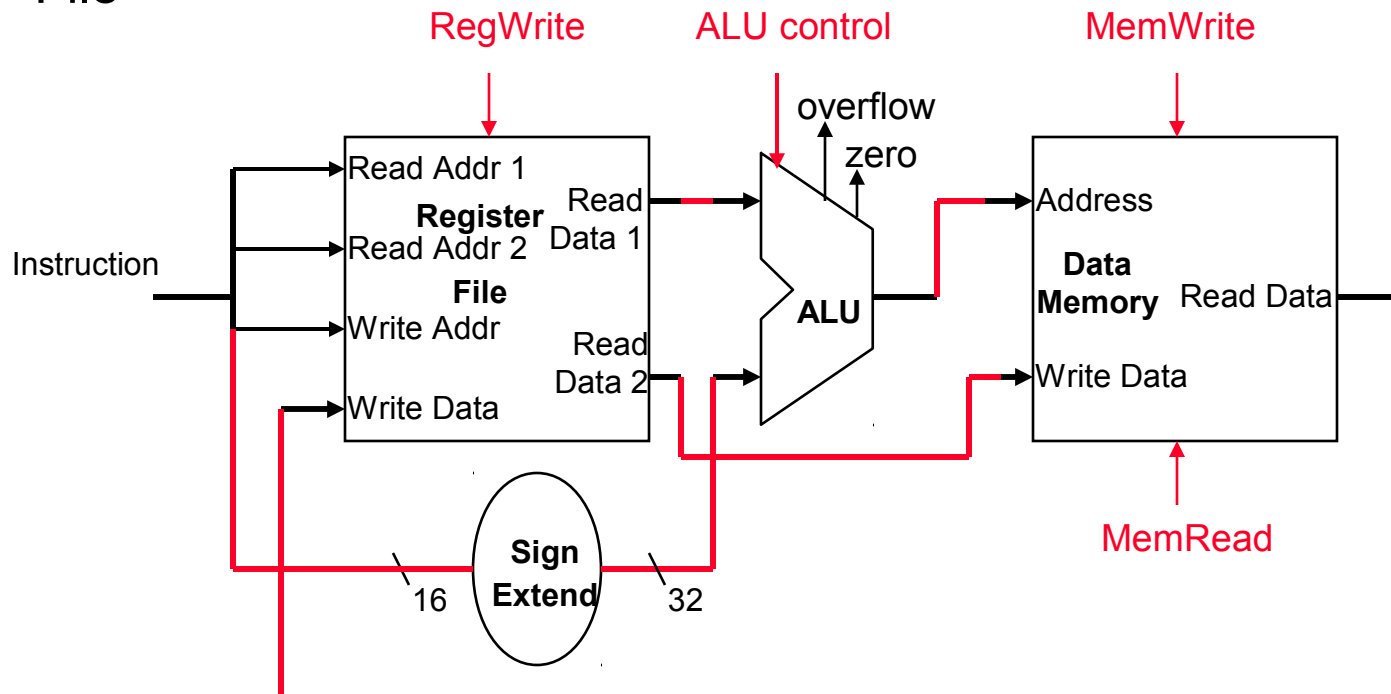 RegWrite
ALU control
MemWrite
overflow
zero
Read Addr 1
Register
Read
Data 1
Read Addr 2
File
Write Addr
Read
Data 2
Write Data
Instruction
ALU
Address
Data
Memory
Read Data
Write Data
MemRead
Sign
Extend
16
32